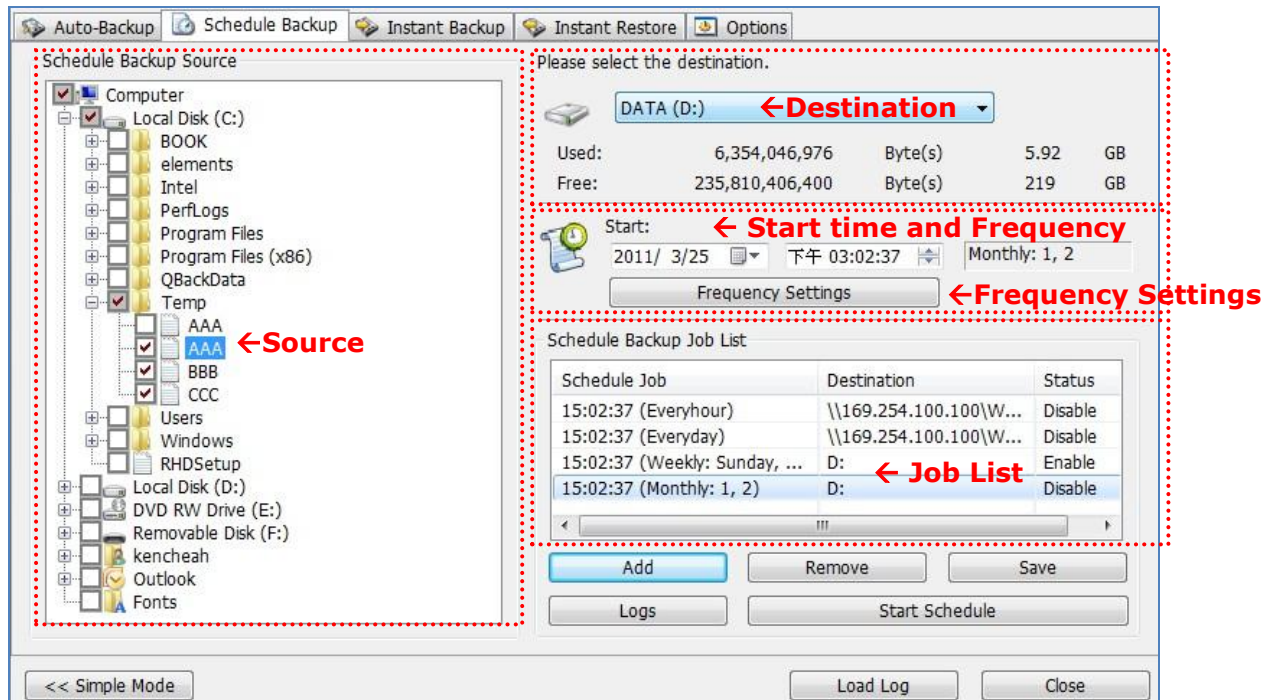 Auto-Backup Schedule Backup Instant Backup Instant Restore Options
Schedule Backup Source
Computer
Local Disk (C:)
BOOK
elements
Intel
PerfLogs
Program Files
Program Files (x86)
QBackData
Temp
AAA
AAA ←Source
BBB
CCC
Users
Windows
RHDSetup
Local Disk (D:)
DVD RW Drive (E:)
Removable Disk (F:)
kencheah
Outlook
Fonts
Please select the destination.
DATA (D:) ←Destination
Used: 6,354,046,976 Byte(s) 5.92 GB
Free: 235,810,406,400 Byte(s) 219 GB
Start: ← Start time and Frequency
2011/ 3/25 下午 03:02:37 Monthly: 1, 2
Frequency Settings ←Frequency Settings
Schedule Backup Job List
Schedule Job Destination Status
15:02:37 (Everyhour) \\169.254.100.100\W... Disable
15:02:37 (Everyday) \\169.254.100.100\W... Disable
15:02:37 (Weekly: Sunday, ... D: Enable
← Job List
15:02:37 (Monthly: 1, 2) D: Disable
Add Remove Save
Logs Start Schedule
<< Simple Mode Load Log Close